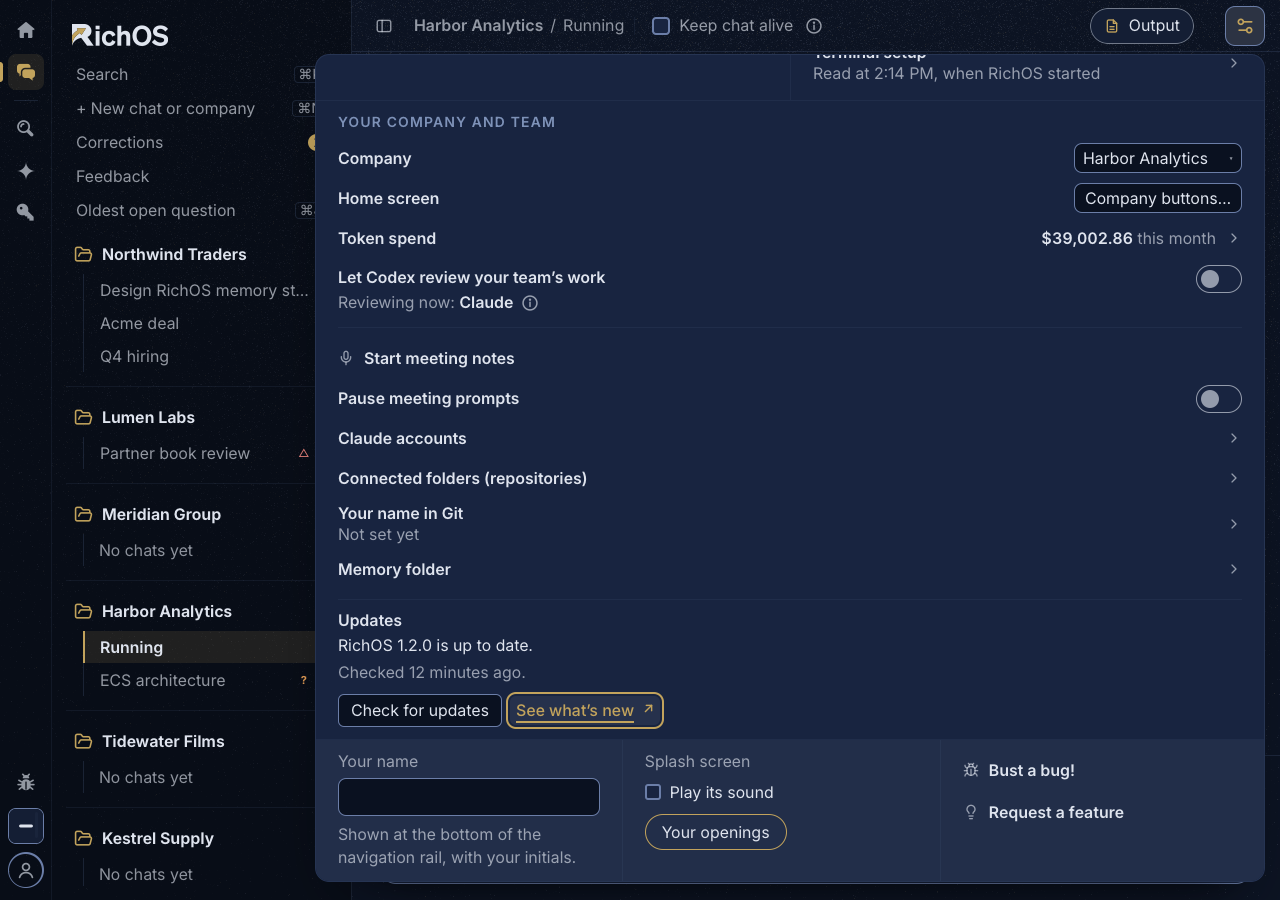 RichOS
Search
+ New chat or company
Corrections
Feedback
Oldest open question
Northwind Traders
Design RichOS memory st...
Acme deal
Q4 hiring
Lumen Labs
Partner book review
Meridian Group
No chats yet
Harbor Analytics
Running
ECS architecture ?
Tidewater Films
No chats yet
Kestrel Supply
No chats yet
Harbor Analytics / Running
Keep chat alive
Output
Terminal setup
Read at 2:14 PM, when RichOS started
YOUR COMPANY AND TEAM
Company
Harbor Analytics
Home screen
Company buttons...
Token spend
$39,002.86 this month
Let Codex review your team’s work
Reviewing now: Claude
Start meeting notes
Pause meeting prompts
Claude accounts
Connected folders (repositories)
Your name in Git
Not set yet
Memory folder
Updates
RichOS 1.2.0 is up to date.
Checked 12 minutes ago.
Check for updates
See what’s new ↗
Your name
Shown at the bottom of the
navigation rail, with your initials.
Splash screen
Play its sound
Your openings
Bust a bug!
Request a feature